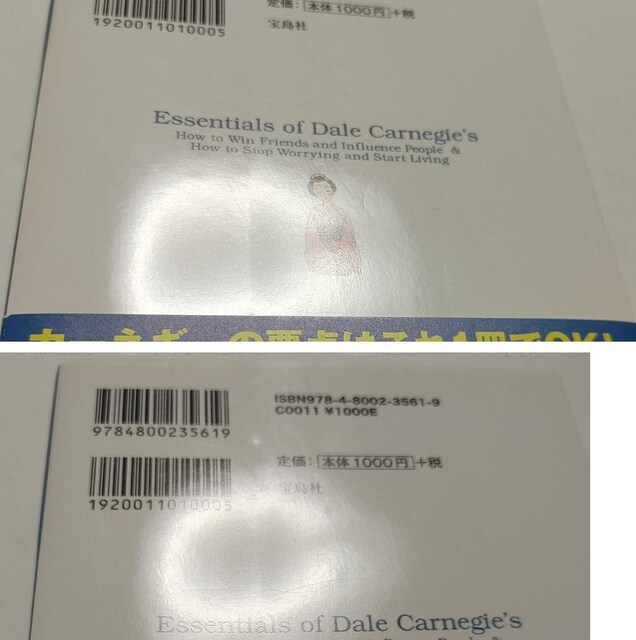 定価: 本体1000円+税
1920011010005
宝島社
Essentials of Dale Carnegie's
How to Win Friends and Influence People &
How to Stop Worrying and Start Living
ISBN978-4-8002-3561-9
C0011 ¥1000E
9784800235619
定価: 本体1000円+税
1920011010005
宝島社
Essentials of Dale Carnegie's